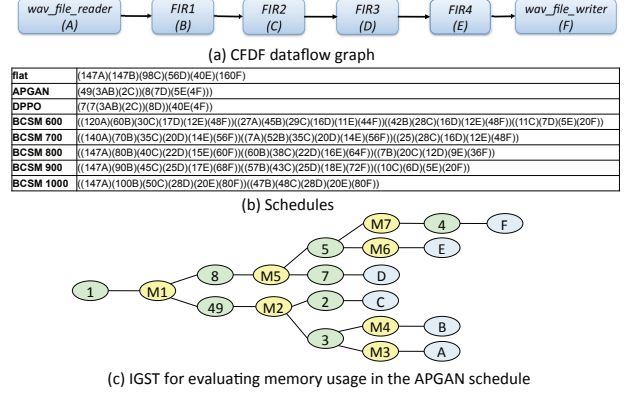 wav_file_reader FIR1 FIR2 FIR3 FIR4 wav_file_writer
(A) (B) (C) (D) (E) (F)
(a) CFDF dataflow graph
flat (147A)(147B)(98C)(56D)(40E)(160F)
APGAN (49(3AB)(2C))(8(7D)(5E(4F)))
DPPO (7(7(3AB)(2C))(8D))(40E(4F))
BCSM 600 ((120A)(60B)(30C)(17D)(12E)(48F))((27A)(45B)(29C)(16D)(11E)(44F))((42B)(28C)(16D)(12E)(48F))((11C)(7D)(5E)(20F))
BCSM 700 ((140A)(70B)(35C)(20D)(14E)(56F))((7A)(52B)(35C)(20D)(14E)(56F))((25)(28C)(16D)(12E)(48F))
BCSM 800 ((147A)(80B)(40C)(22D)(15E)(60F))((60B)(38C)(22D)(16E)(64F))((7B)(20C)(12D)(9E)(36F))
BCSM 900 ((147A)(90B)(45C)(25D)(17E)(68F))((57B)(43C)(25D)(18E)(72F))((10C)(6D)(5E)(20F))
BCSM 1000 ((147A)(100B)(50C)(28D)(20E)(80F))((47B)(48C)(28D)(20E)(80F))
(b) Schedules
M7 4 F
5 M6 E
8 M5 7 D
1 M1
49 M2 2 C
3 M4 B
M3 A
(c) IGST for evaluating memory usage in the APGAN schedule